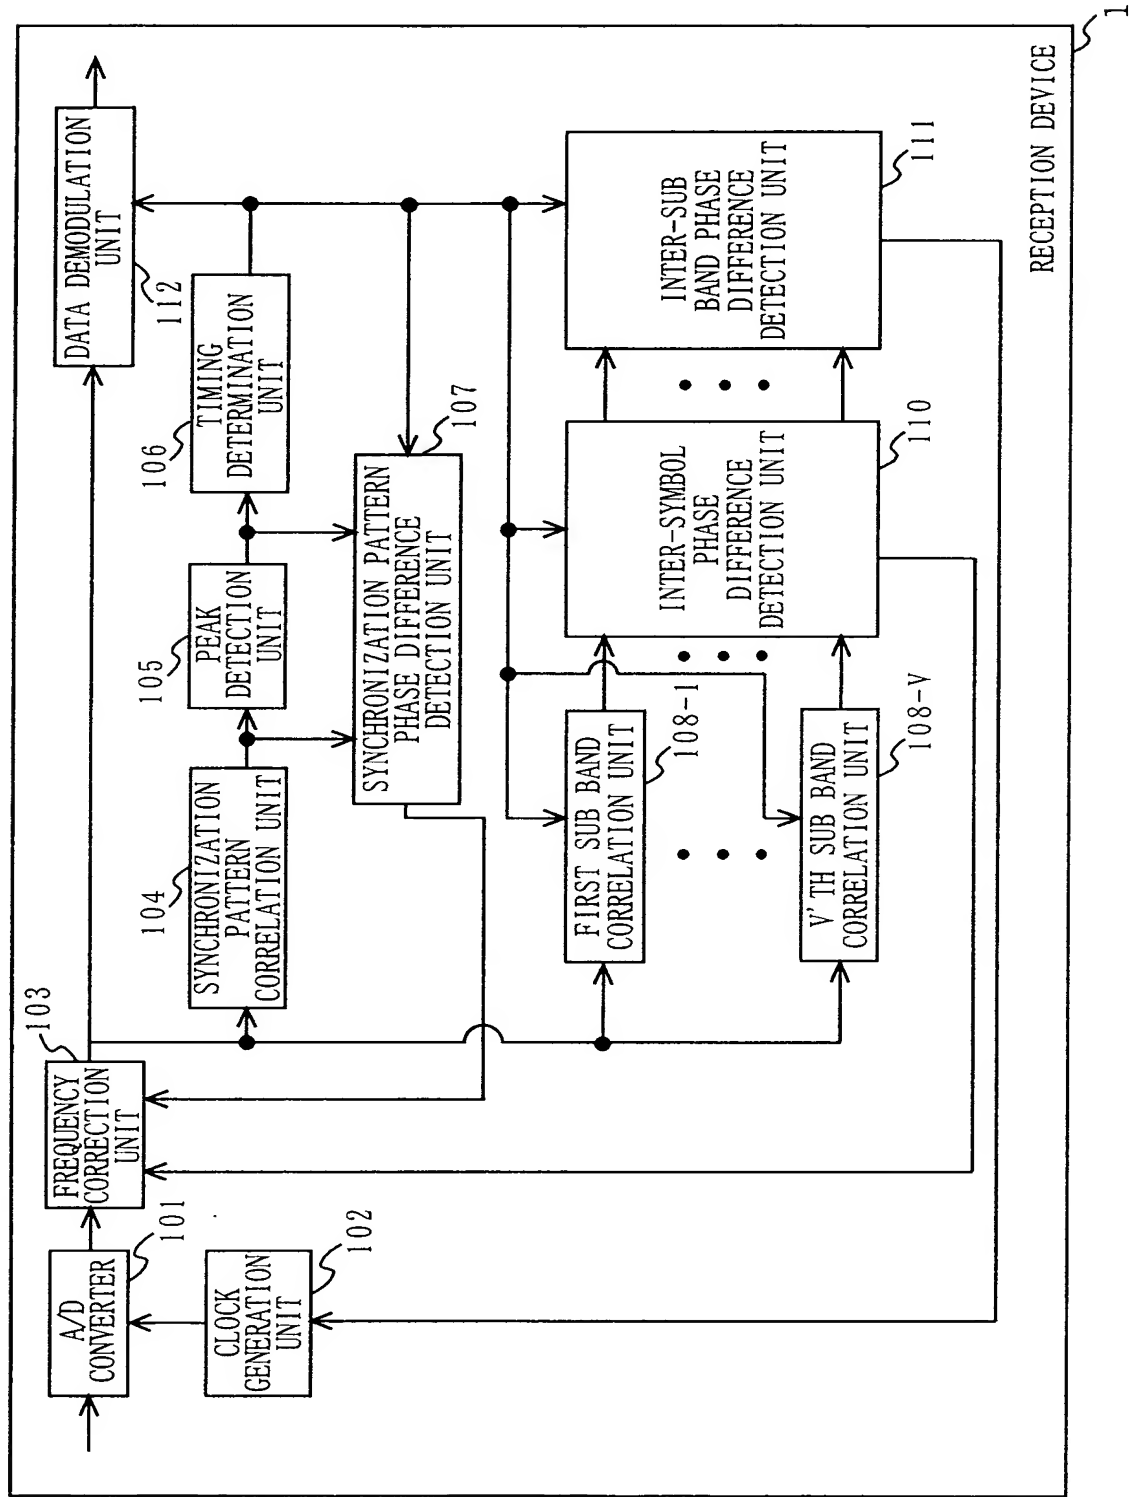 1
RECEPTION DEVICE
A/D
CONVERTER
101
CLOCK
GENERATION
UNIT
102
FREQUENCY
CORRECTION
UNIT
103
SYNCHRONIZATION
PATTERN
CORRELATION UNIT
104
PEAK
DETECTION
UNIT
105
TIMING
DETERMINATION
UNIT
106
DATA DEMODULATION
UNIT
112
SYNCHRONIZATION PATTERN
PHASE DIFFERENCE
DETECTION UNIT
107
FIRST SUB BAND
CORRELATION UNIT
108-1
V'TH SUB BAND
CORRELATION UNIT
108-V
INTER-SYMBOL
PHASE
DIFFERENCE
DETECTION UNIT
110
INTER-SUB
BAND PHASE
DIFFERENCE
DETECTION UNIT
111